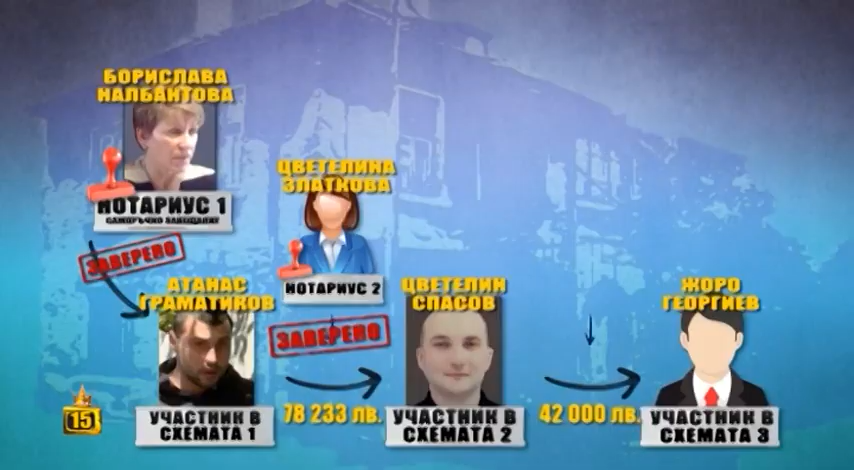 БОРИСЛАВА
НАЛБАНТОВА
НОТАРИУС 1
САМОРЪЧНО ЗАВЕЩАНИЕ
ЗАВЕРЕНО
ЦВЕТЕЛИНА
ЗЛАТКОВА
НОТАРИУС 2
ЗАВЕРЕНО
АТАНАС
ГРАМАТИКОВ
УЧАСТНИК В
СХЕМАТА 1
78 233 лв.
ЦВЕТЕЛИН
СПАСОВ
УЧАСТНИК В
СХЕМАТА 2
42 000 лв.
ЖОРО
ГЕОРГИЕВ
УЧАСТНИК В
СХЕМАТА 3
15